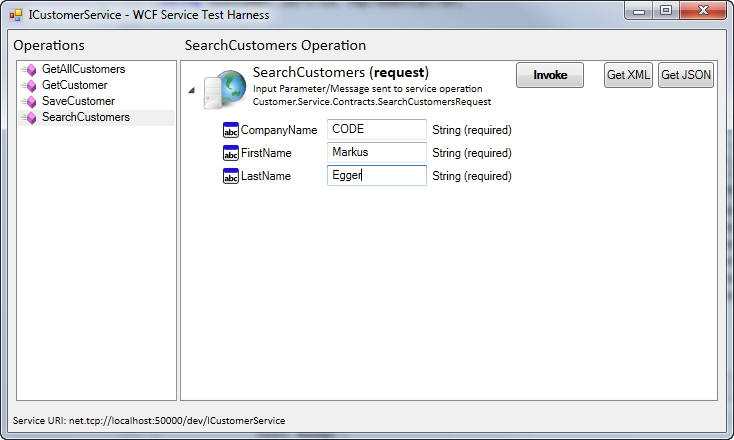 ICustomerService - WCF Service Test Harness
Operations
GetAllCustomers
GetCustomer
SaveCustomer
SearchCustomers
SearchCustomers Operation
SearchCustomers (request)
Input Parameter/Message sent to service operation
Customer.Service.Contracts.SearchCustomersRequest
Invoke
Get XML
Get JSON
abc CompanyName CODE String (required)
abc FirstName Markus String (required)
abc LastName Egger String (required)
Service URI: net.tcp://localhost:50000/dev/ICustomerService